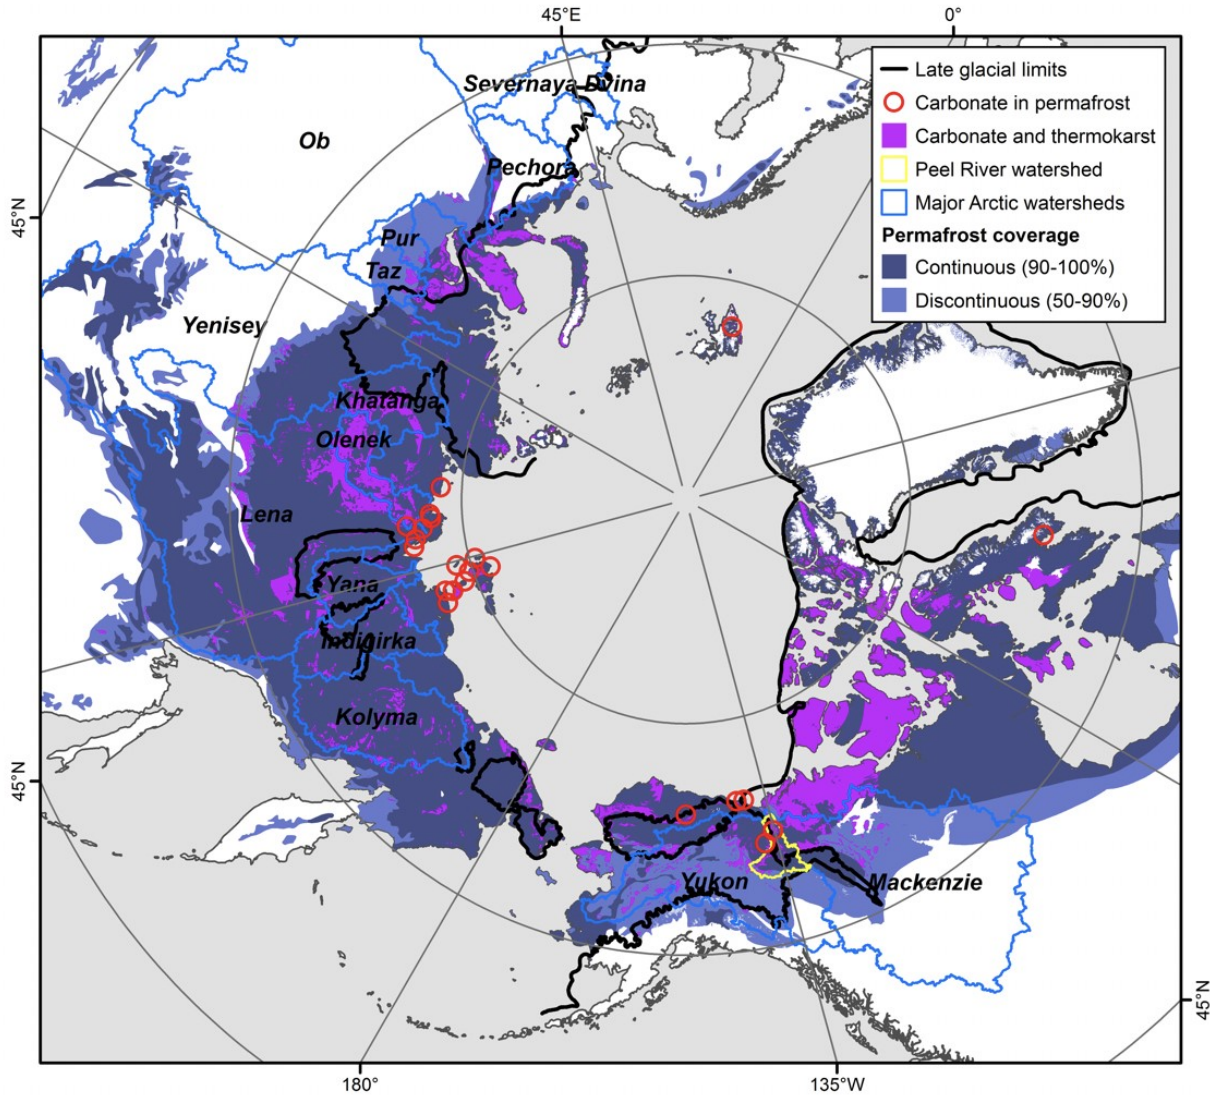 45°E
0°
Late glacial limits
Carbonate in permafrost
Carbonate and thermokarst
Peel River watershed
Major Arctic watersheds
Permafrost coverage
Continuous (90-100%)
Discontinuous (50-90%)
Severnaya Dvina
Ob
Pechora
45°N
Pur
Taz
Yenisey
Khatanga
Olenek
Lena
Yana
Indigirka
Kolyma
45°N
Yukon
Mackenzie
45°N
180°
135°W